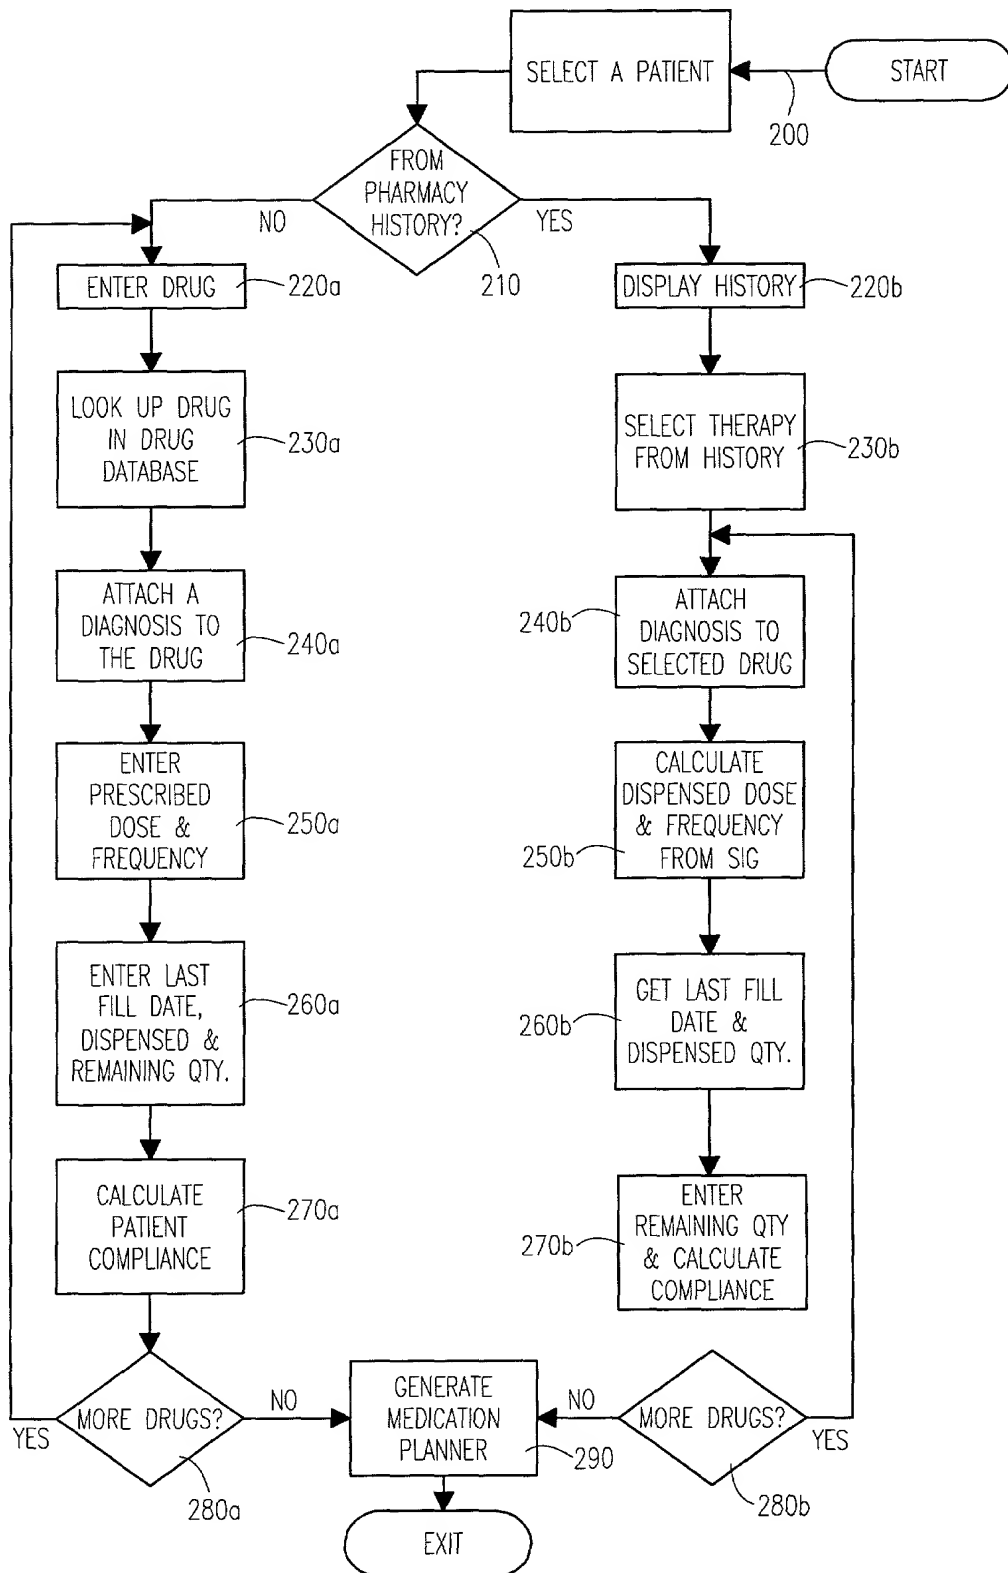 SELECT A PATIENT
START
200
FROM
PHARMACY
HISTORY?
NO
YES
210
ENTER DRUG
220a
DISPLAY HISTORY
220b
LOOK UP DRUG
IN DRUG
DATABASE
230a
SELECT THERAPY
FROM HISTORY
230b
ATTACH A
DIAGNOSIS TO
THE DRUG
240a
240b
ATTACH
DIAGNOSIS TO
SELECTED DRUG
ENTER
PRESCRIBED
DOSE &
FREQUENCY
250a
CALCULATE
DISPENSED DOSE
& FREQUENCY
FROM SIG
250b
ENTER LAST
FILL DATE,
DISPENSED &
REMAINING QTY.
260a
260b
GET LAST FILL
DATE &
DISPENSED QTY.
CALCULATE
PATIENT
COMPLIANCE
270a
270b
ENTER
REMAINING QTY
& CALCULATE
COMPLIANCE
MORE DRUGS?
YES
NO
280a
GENERATE
MEDICATION
PLANNER
290
NO
MORE DRUGS?
YES
280b
EXIT